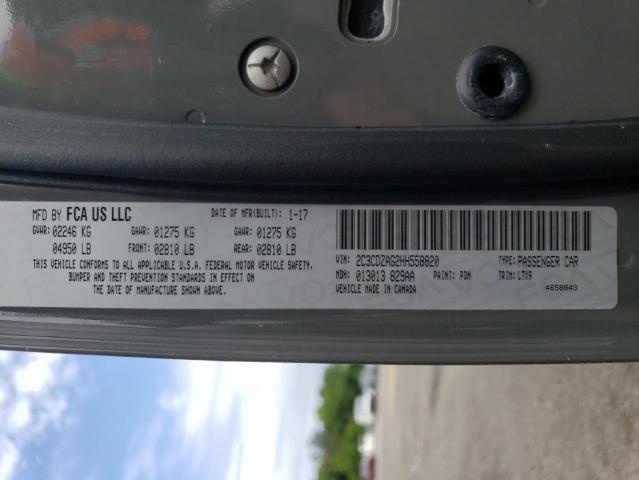 MFD BY FCA US LLC DATE OF MFR(BUILT): 1-17
GVWR: 02246 KG GAWR: 01275 KG GAWR: 01275 KG
04950 LB FRONT: 02810 LB REAR: 02810 LB
THIS VEHICLE CONFORMS TO ALL APPLICABLE U.S. FEDERAL MOTOR VEHICLE SAFETY,
BUMPER AND THEFT PREVENTION STANDARDS IN EFFECT ON
THE DATE OF MANUFACTURE SHOWN ABOVE.
VIN: 2C3CDZAG2HH558820 TYPE: PASSENGER CAR
MDH: 013013 829AA PAINT: PDN TRIM: L7X9
VEHICLE MADE IN CANADA 4658843